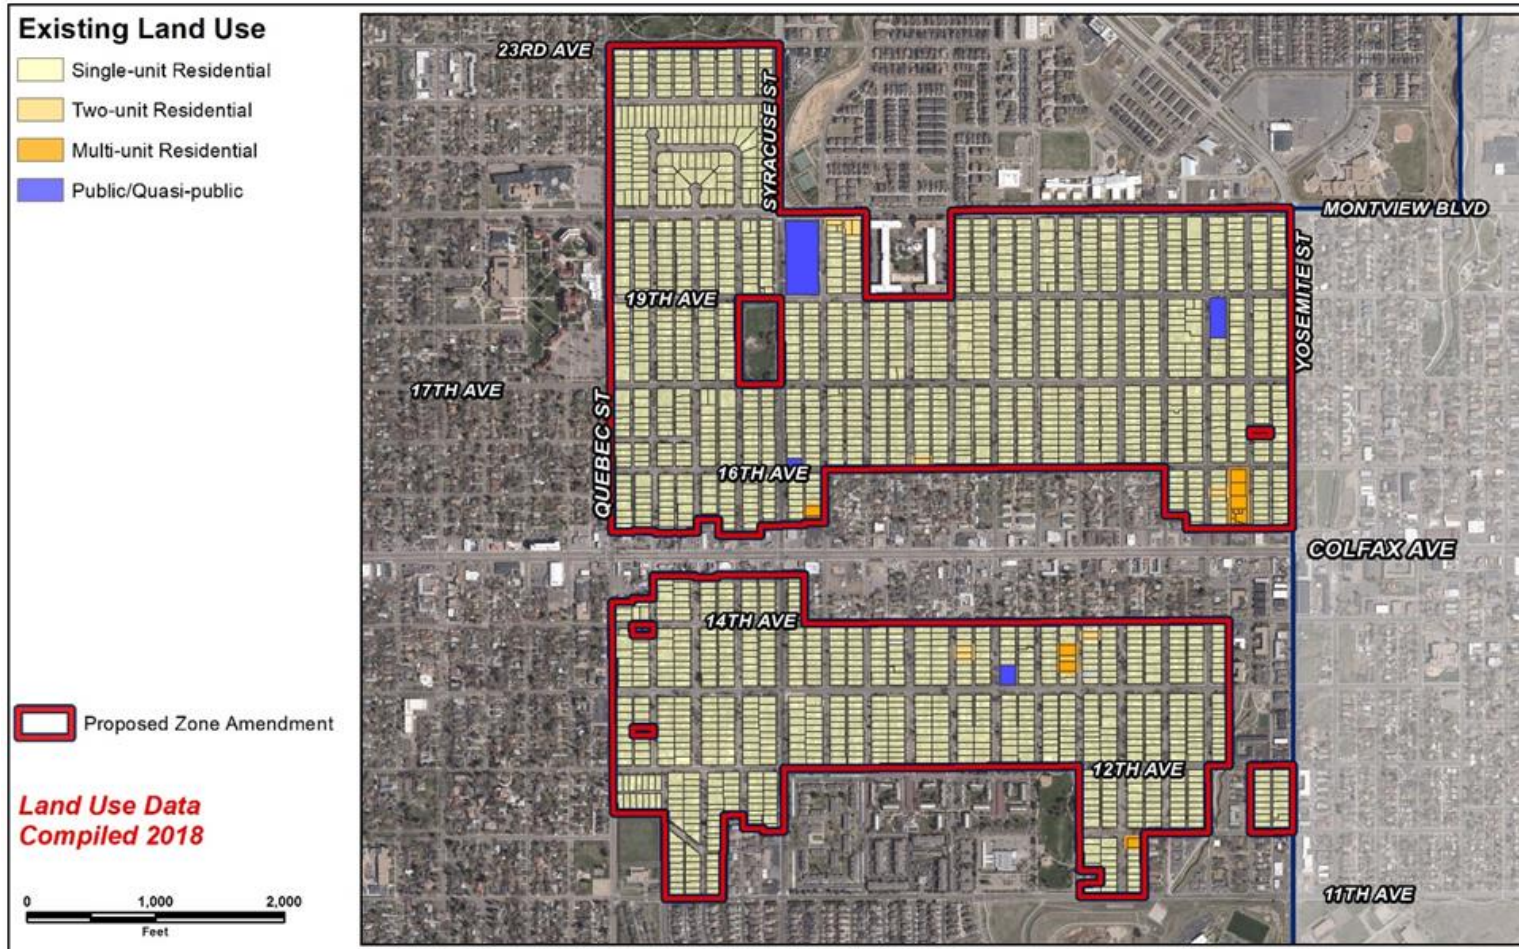 Existing Land Use
Single-unit Residential
Two-unit Residential
Multi-unit Residential
Public/Quasi-public
23RD AVE
SYRACUSE ST
MONTVIEW BLVD
19TH AVE
YOSEMITE ST
17TH AVE
QUEBEC ST
16TH AVE
COLFAX AVE
14TH AVE
Proposed Zone Amendment
12TH AVE
Land Use Data
Compiled 2018
11TH AVE
0 1,000 2,000
Feet